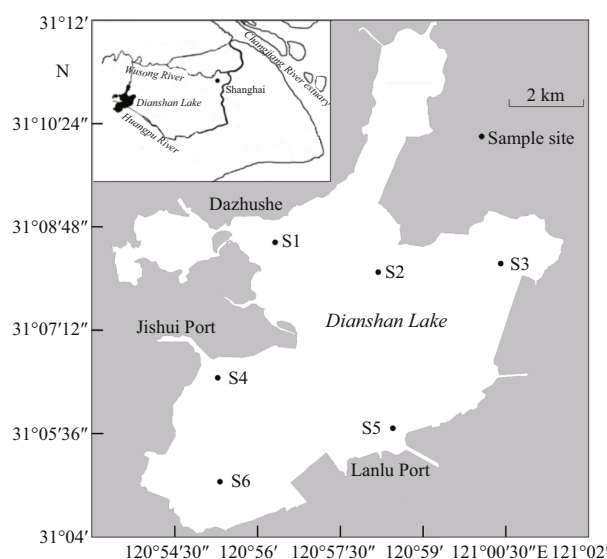 31°12′
N
Changjiang River estuary
Wusong River
Shanghai
Dianshan Lake
Huangpu River
2 km
31°10′24″
Sample site
Dazhushe
31°08′48″
S1
S2
S3
31°07′12″
Dianshan Lake
Jishui Port
S4
31°05′36″
S5
Lanlu Port
S6
31°04′
120°54′30″ 120°56′ 120°57′30″ 120°59′ 121°00′30″E 121°02′